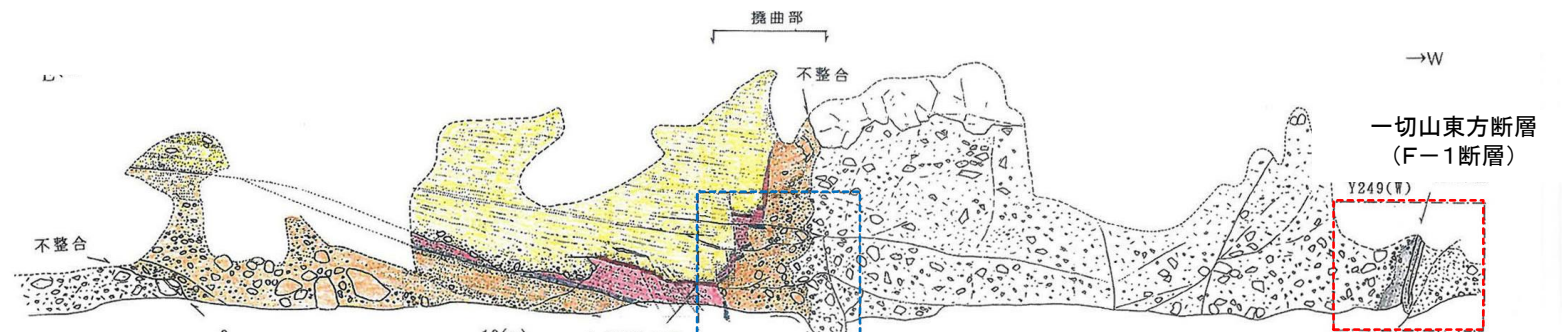 撓曲部
不整合
→W
一切山東方断層
(F－1断層)
Y249(W)
不整合